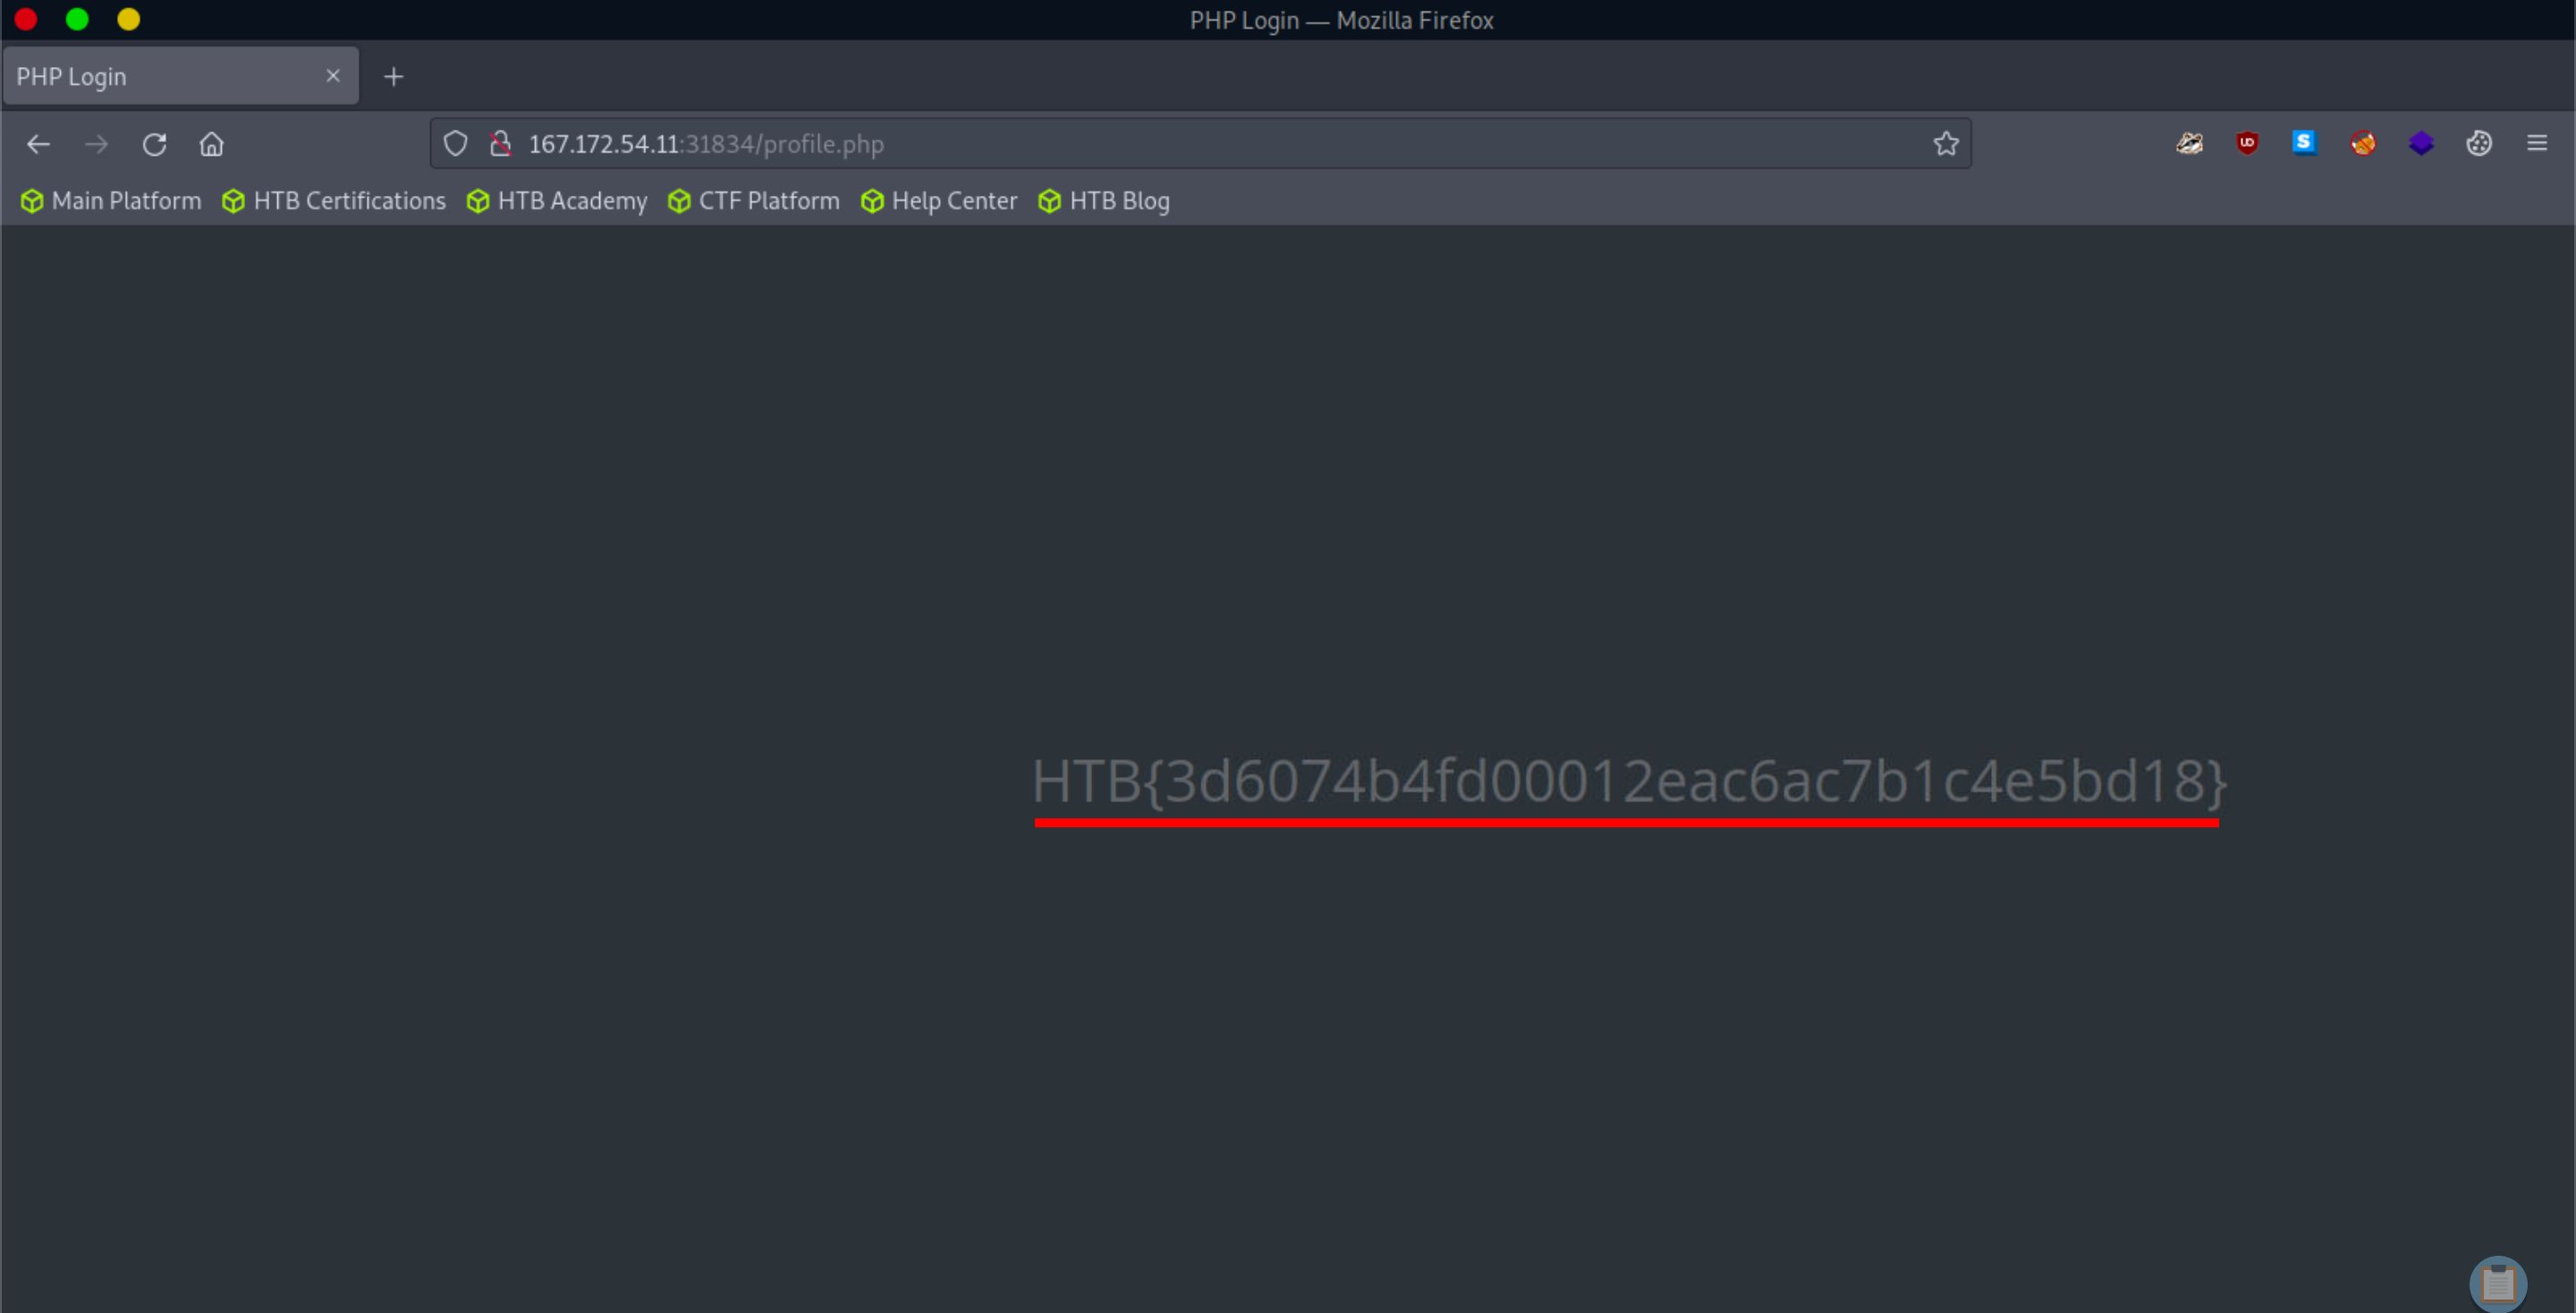 PHP Login — Mozilla Firefox
PHP Login
167.172.54.11:31834/profile.php
Main Platform HTB Certifications HTB Academy CTF Platform Help Center HTB Blog
HTB{3d6074b4fd00012eac6ac7b1c4e5bd18}